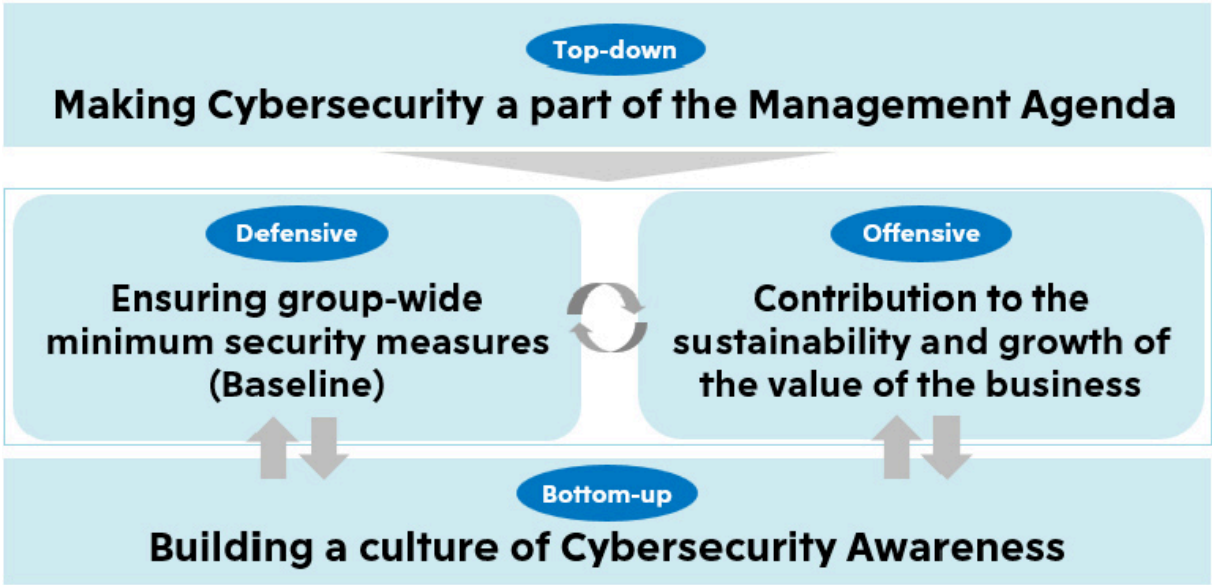 Top-down
Making Cybersecurity a part of the Management Agenda
Defensive
Ensuring group-wide
minimum security measures
(Baseline)
Offensive
Contribution to the
sustainability and growth of
the value of the business
Bottom-up
Building a culture of Cybersecurity Awareness